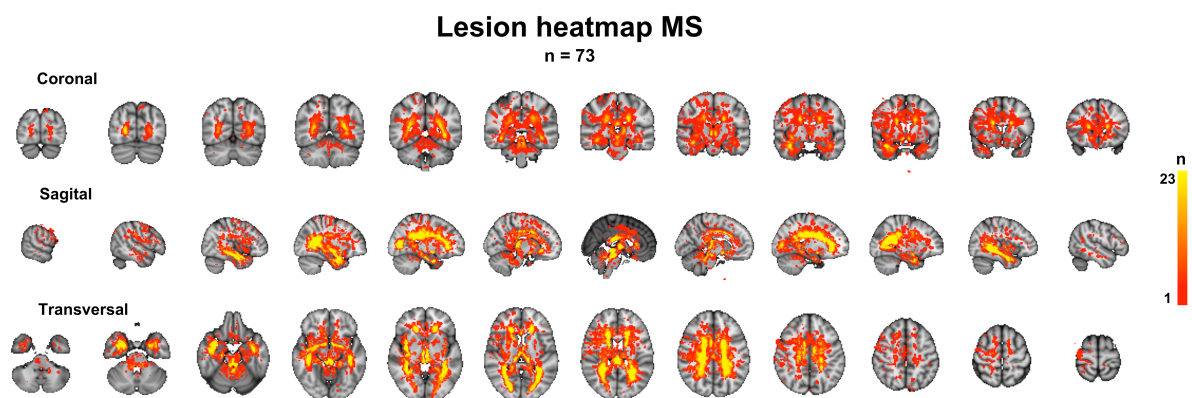 Lesion heatmap MS
n = 73
Coronal
n
23
Sagital
1
Transversal